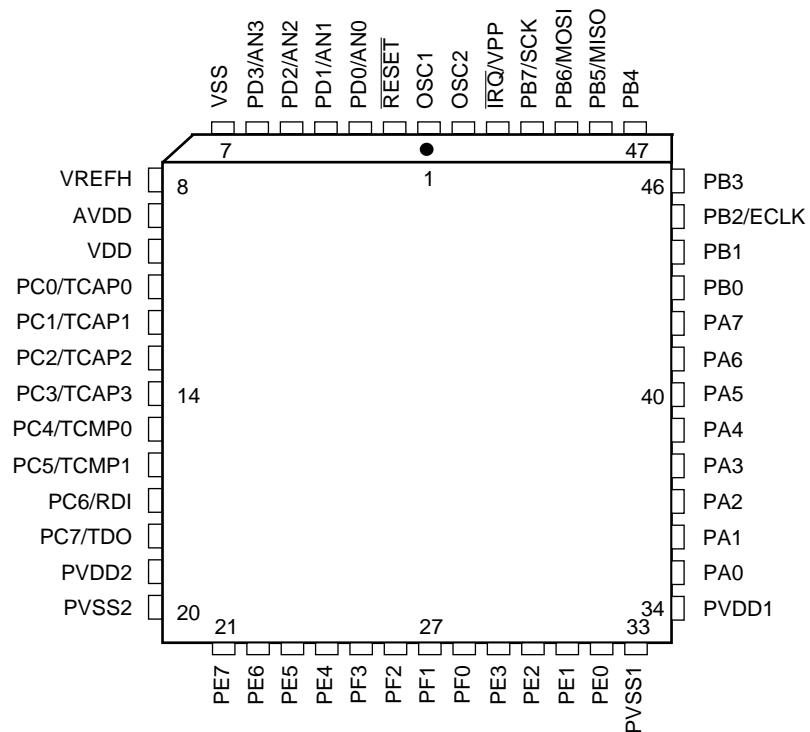 VSS
PD3/AN3
PD2/AN2
PD1/AN1
PD0/AN0
RESET
OSC1
OSC2
IRQ/VPP
PB7/SCK
PB6/MOSI
PB5/MISO
PB4
7
1
47
VREFH
AVDD
VDD
PC0/TCAP0
PC1/TCAP1
PC2/TCAP2
PC3/TCAP3
PC4/TCMP0
PC5/TCMP1
PC6/RDI
PC7/TDO
PVDD2
PVSS2
8
14
20
46
40
34
PB3
PB2/ECLK
PB1
PB0
PA7
PA6
PA5
PA4
PA3
PA2
PA1
PA0
PVDD1
21
27
33
PE7
PE6
PE5
PE4
PF3
PF2
PF1
PF0
PE3
PE2
PE1
PE0
PVSS1